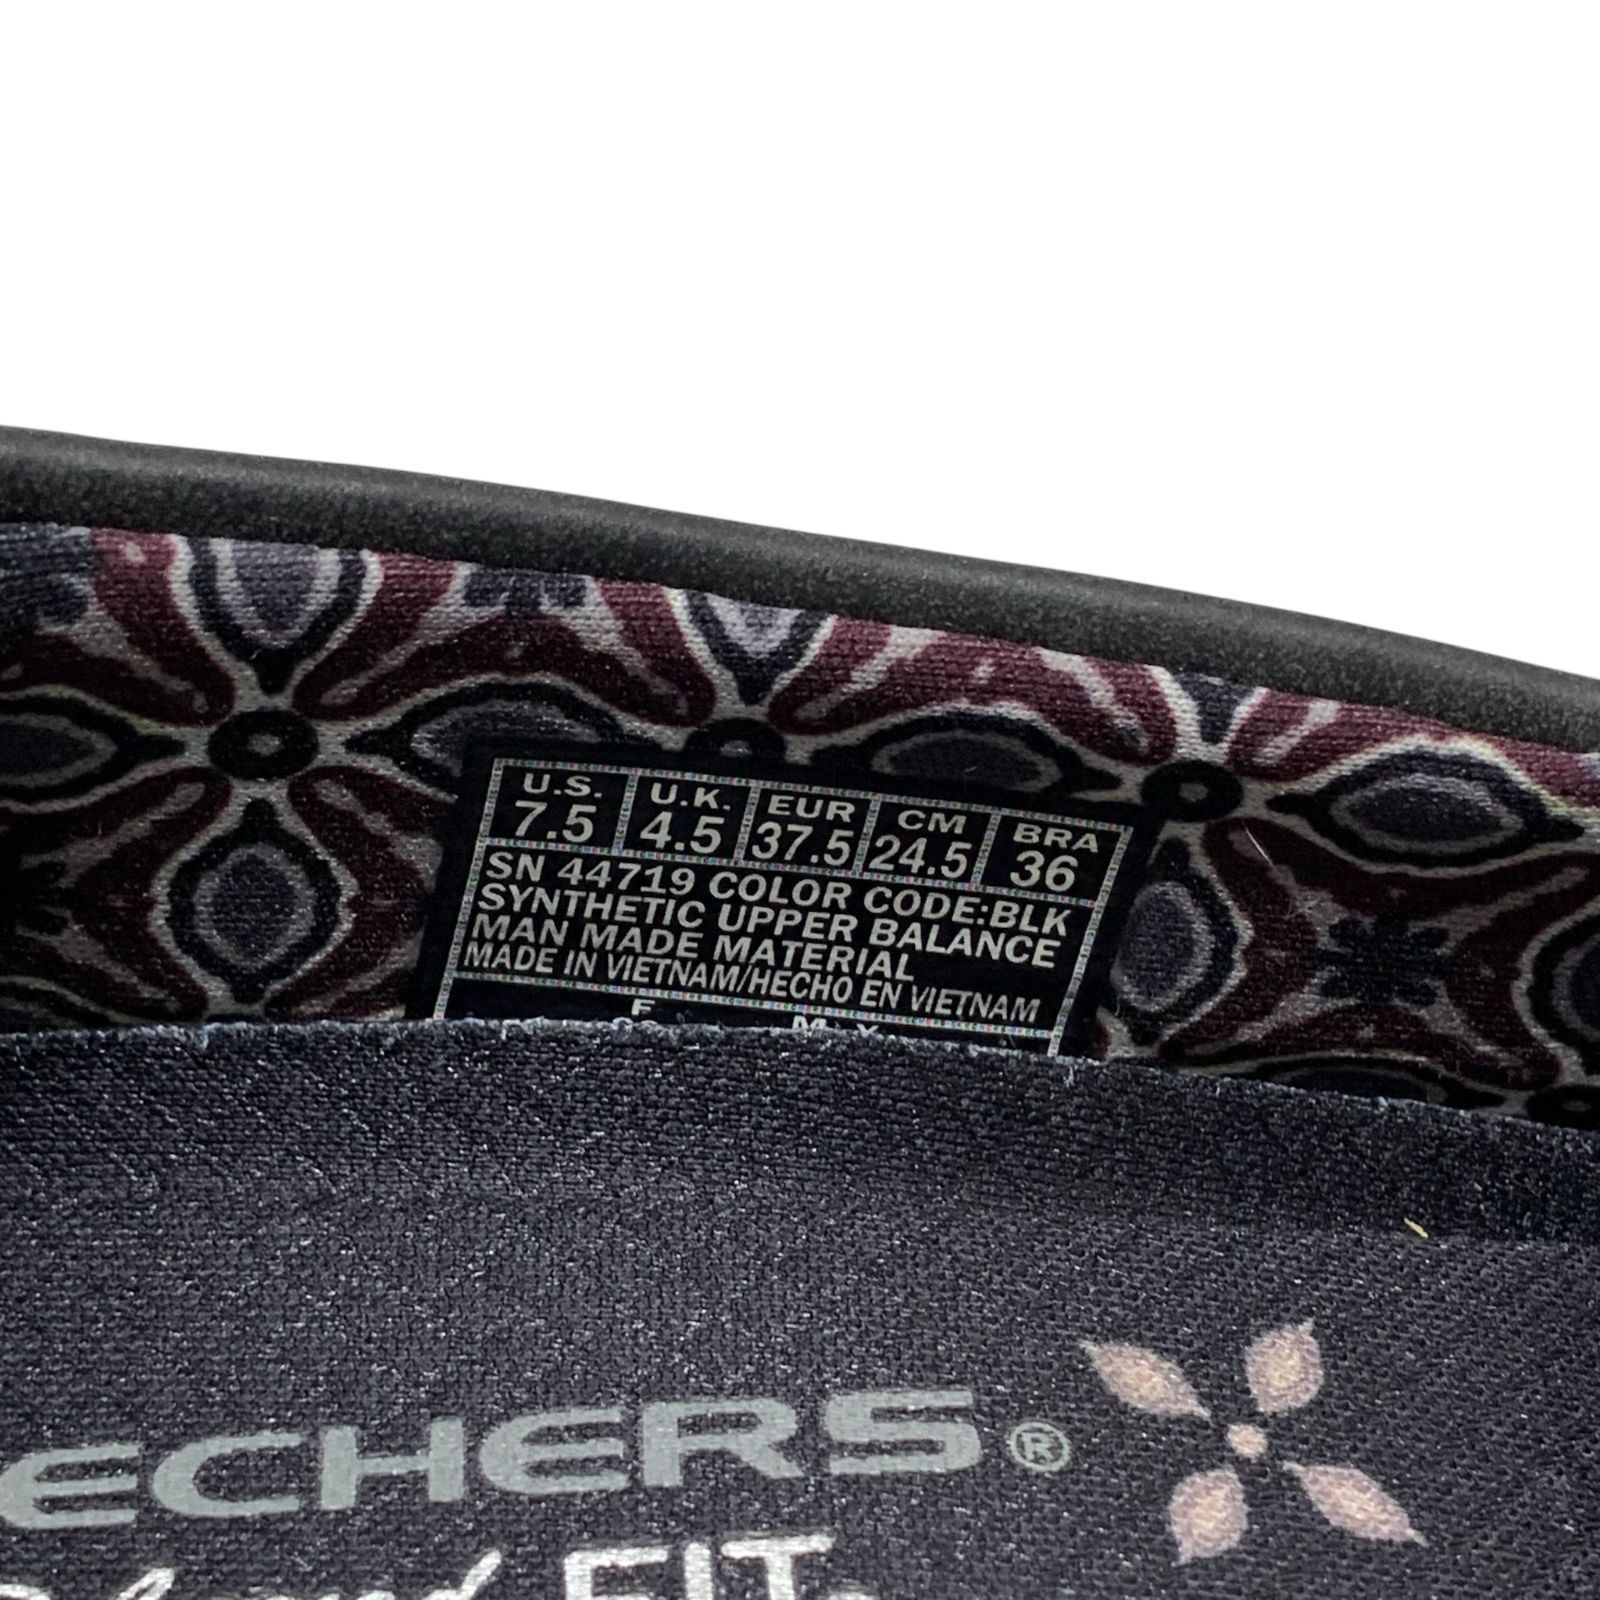 U.S. U.K. EUR CM BRA
7.5 4.5 37.5 24.5 36
SN 44719 COLOR CODE:BLK
SYNTHETIC UPPER BALANCE
MAN MADE MATERIAL
MADE IN VIETNAM/HECHO EN VIETNAM
ECHERS®
FIT